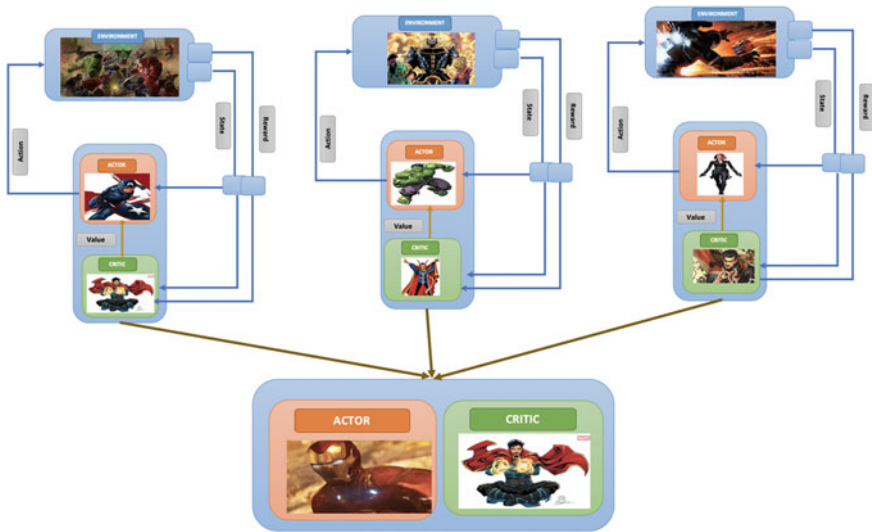 ENVIRONMENT
State
Reward
Action
ACTOR
Value
CRITIC
ENVIRONMENT
State
Reward
Action
ACTOR
Value
CRITIC
ENVIRONMENT
State
Reward
Action
ACTOR
Value
CRITIC
ACTOR
CRITIC